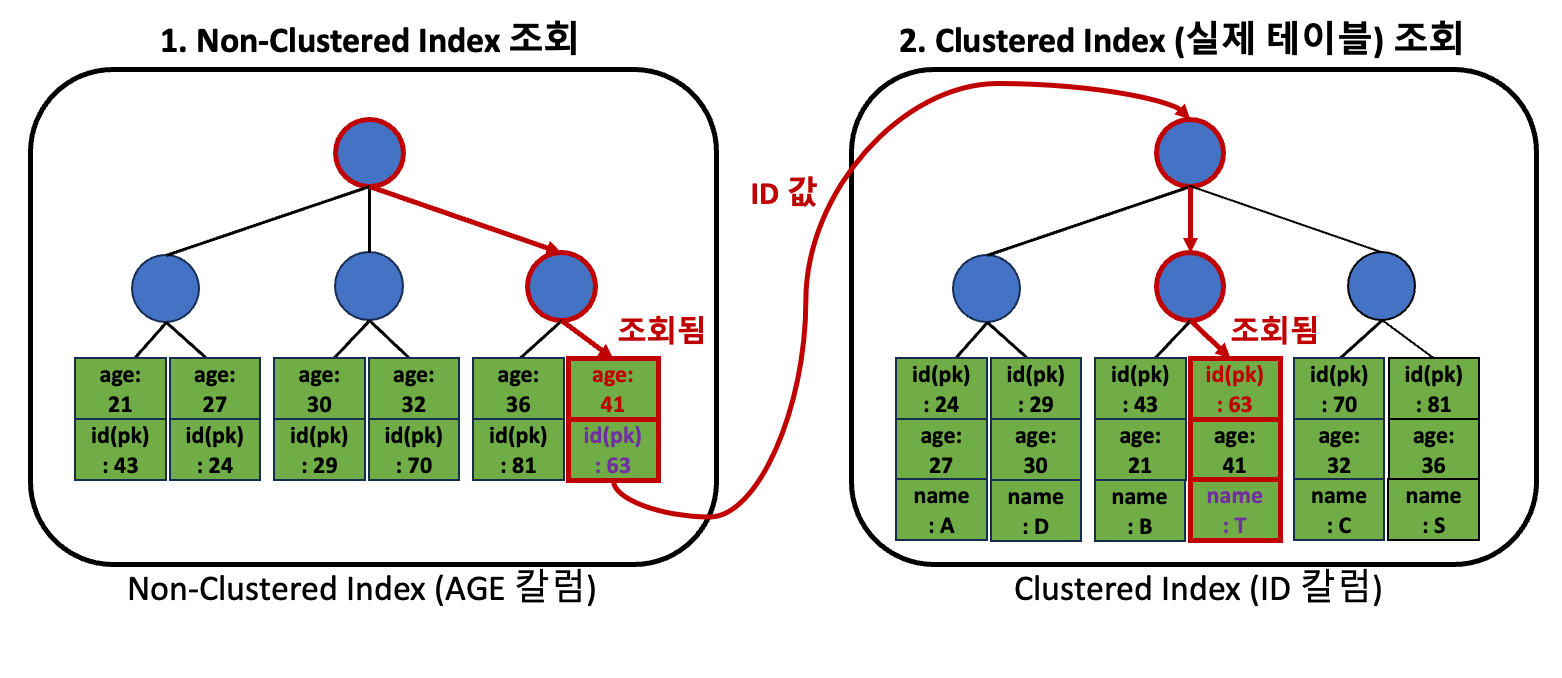 1. Non-Clustered Index 조회
2. Clustered Index (실제 테이블) 조회
ID 값
조회됨
age:
21
id(pk)
: 43
age:
27
id(pk)
: 24
age:
30
id(pk)
: 29
age:
32
id(pk)
: 70
age:
36
id(pk)
: 81
age:
41
id(pk)
: 63
조회됨
id(pk)
: 24
age:
27
name
: A
id(pk)
: 29
age:
30
name
: D
id(pk)
: 43
age:
21
name
: B
id(pk)
: 63
age:
41
name
: T
id(pk)
: 70
age:
32
name
: C
id(pk)
: 81
age:
36
name
: S
Non-Clustered Index (AGE 칼럼)
Clustered Index (ID 칼럼)